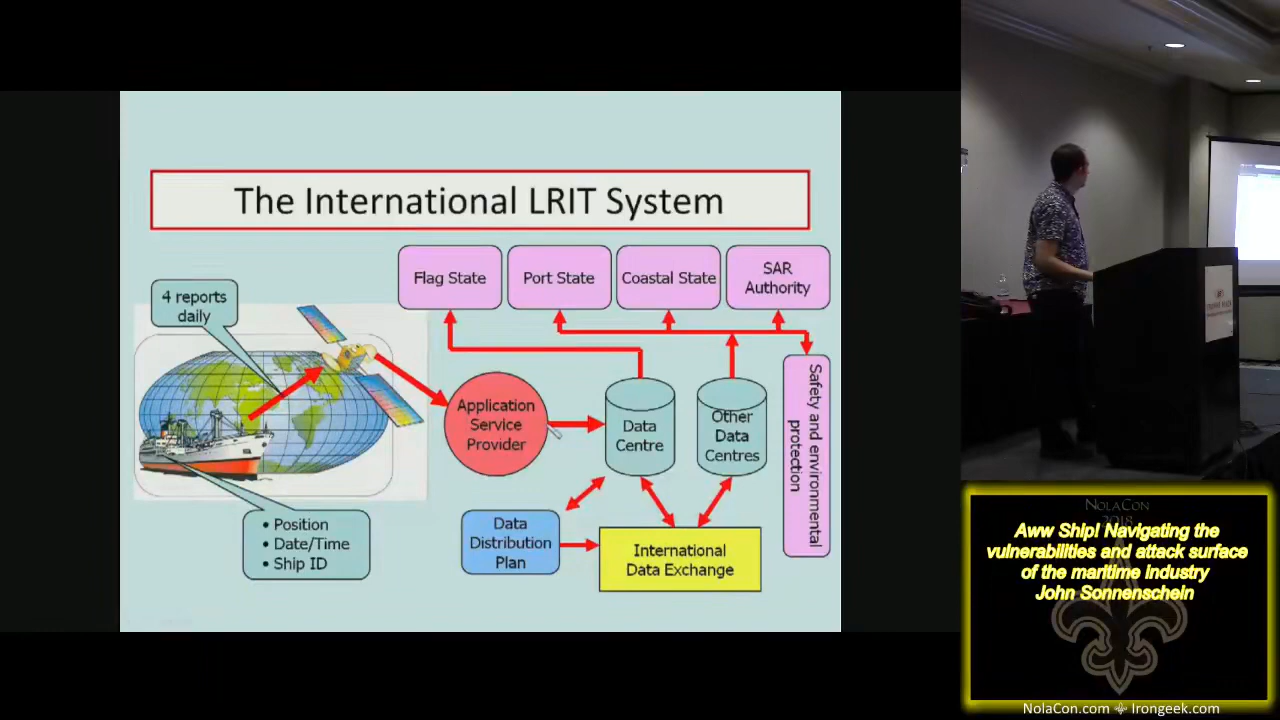 The International LRIT System
Flag State
Port State
Coastal State
SAR
Authority
4 reports
daily
Application
Service
Provider
Data
Centre
Other
Data
Centres
Safety and environmental
protection
• Position
• Date/Time
• Ship ID
Data
Distribution
Plan
International
Data Exchange
NOLACON
2018
Aww Ship! Navigating the
vulnerabilities and attack surface
of the maritime industry
John Sonnenschein
NolaCon.com ⚜ Irongeek.com